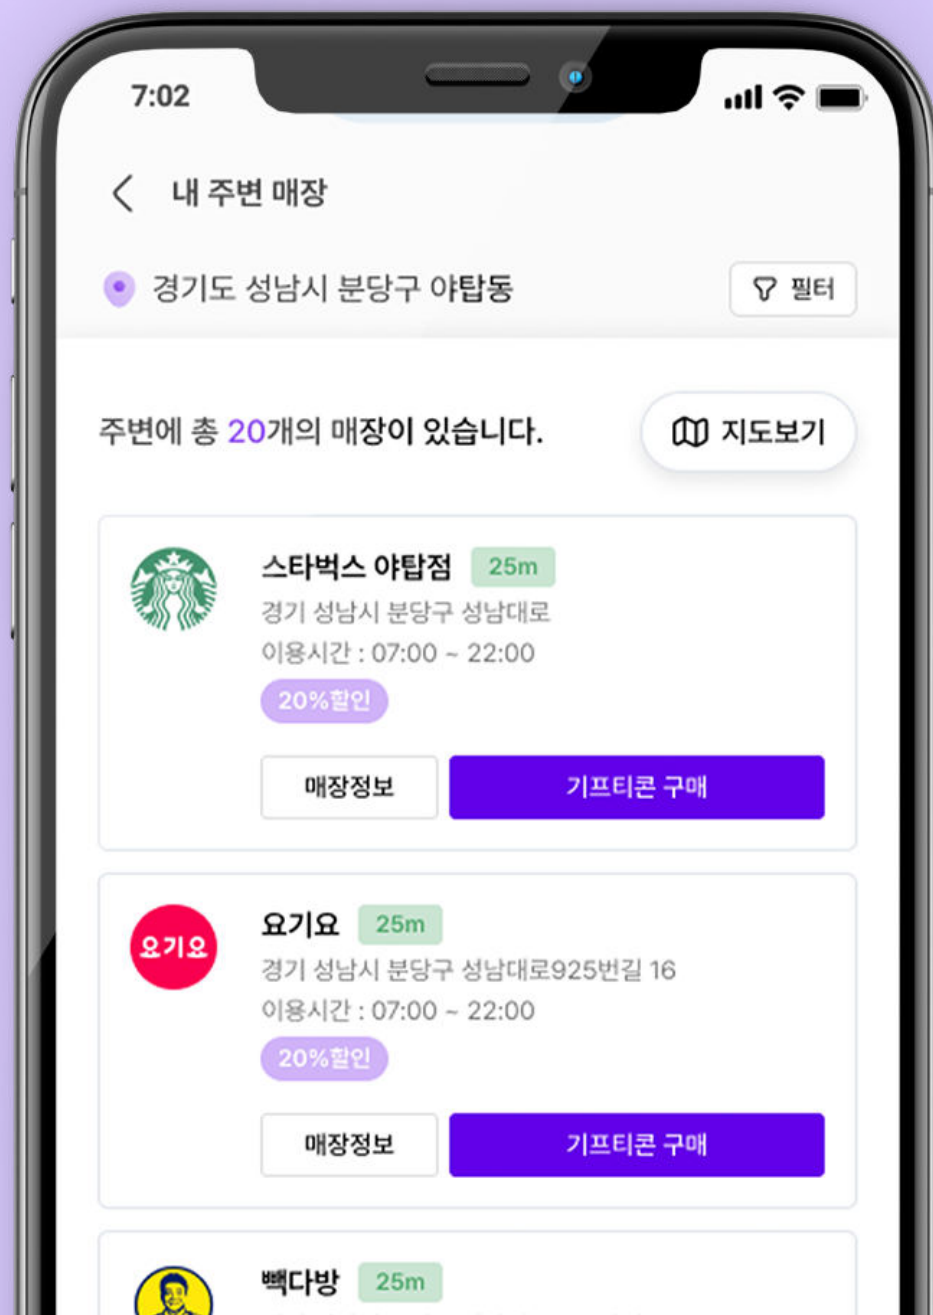 7:02
내 주변 매장
경기도 성남시 분당구 야탑동
필터
주변에 총 20개의 매장이 있습니다.
지도보기
스타벅스 야탑점 25m
경기 성남시 분당구 성남대로
이용시간 : 07:00 ~ 22:00
20%할인
매장정보
기프티콘 구매
요기요
요기요 25m
경기 성남시 분당구 성남대로925번길 16
이용시간 : 07:00 ~ 22:00
20%할인
매장정보
기프티콘 구매
빽다방 25m